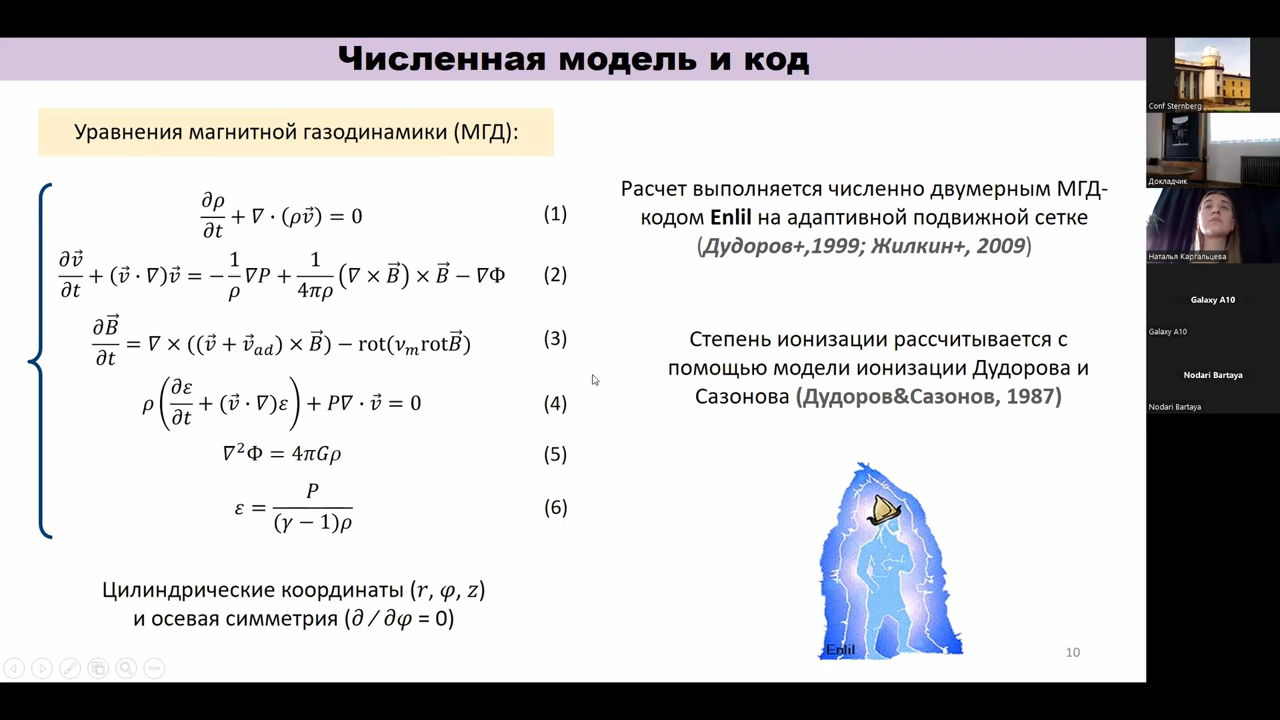 Численная модель и код
Уравнения магнитной газодинамики (МГД):
∂ρ/∂t + ∇ · (ρv⃗) = 0 (1)
∂v⃗/∂t + (v⃗ · ∇)v⃗ = −1/ρ ∇P + 1/4πρ (∇ × B⃗) × B⃗ − ∇Φ (2)
∂B⃗/∂t = ∇ × ((v⃗ + v⃗_ad) × B⃗) − rot(ν_m rotB⃗) (3)
ρ(∂ε/∂t + (v⃗ · ∇)ε) + P∇ · v⃗ = 0 (4)
∇²Φ = 4πGρ (5)
ε = P/(γ − 1)ρ (6)
Цилиндрические координаты (r, φ, z)
и осевая симметрия (∂ / ∂φ = 0)
Расчет выполняется численно двумерным МГД-
кодом Enlil на адаптивной подвижной сетке
(Дудоров+,1999; Жилкин+, 2009)
Степень ионизации рассчитывается с
помощью модели ионизации Дудорова и
Сазонова (Дудоров&Сазонов, 1987)
Enlil
10
Conf Sternberg
Докладчик
Наталья Каргальцева
Galaxy A10
Galaxy A10
Nodari Bartaya
Nodari Bartaya